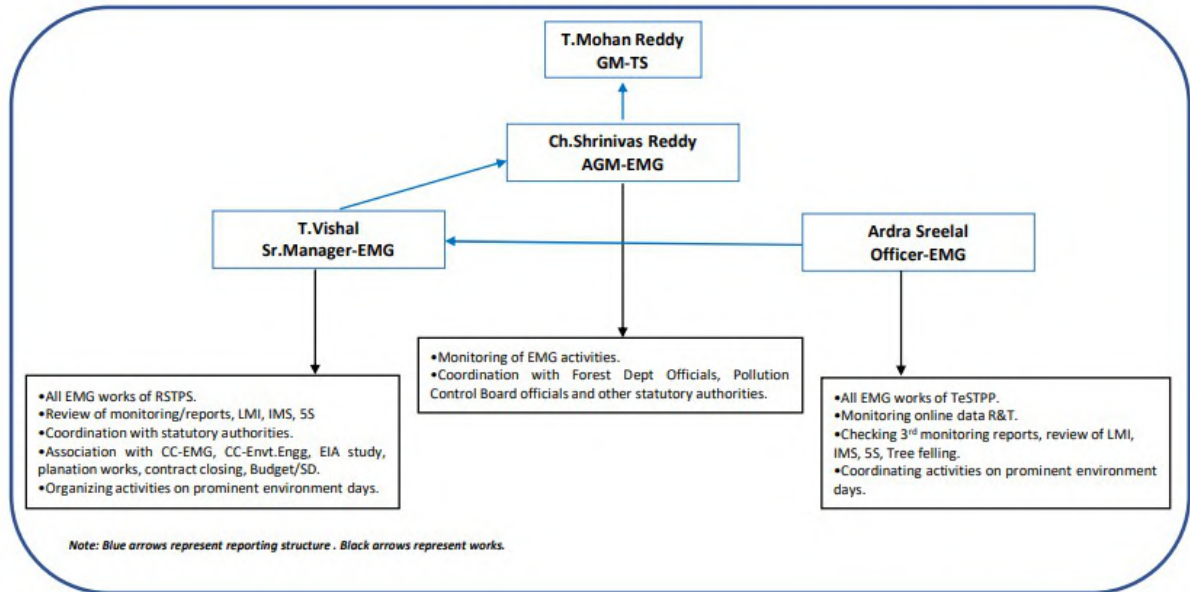 T.Mohan Reddy
GM-TS
Ch.Shrinivas Reddy
AGM-EMG
T.Vishal
Sr.Manager-EMG
Ardra Sreelal
Officer-EMG
•All EMG works of RSTPS.
•Review of monitoring/reports, LMI, IMS, 5S
•Coordination with statutory authorities.
•Association with CC-EMG, CC-Envt.Engg, EIA study,
planation works, contract closing, Budget/SD.
•Organizing activities on prominent environment days.
•Monitoring of EMG activities.
•Coordination with Forest Dept Officials, Pollution
Control Board officials and other statutory authorities.
•All EMG works of TeSTPP.
•Monitoring online data R&T.
•Checking 3rd monitoring reports, review of LMI,
IMS, 5S, Tree felling.
•Coordinating activities on prominent environment
days.
Note: Blue arrows represent reporting structure . Black arrows represent works.